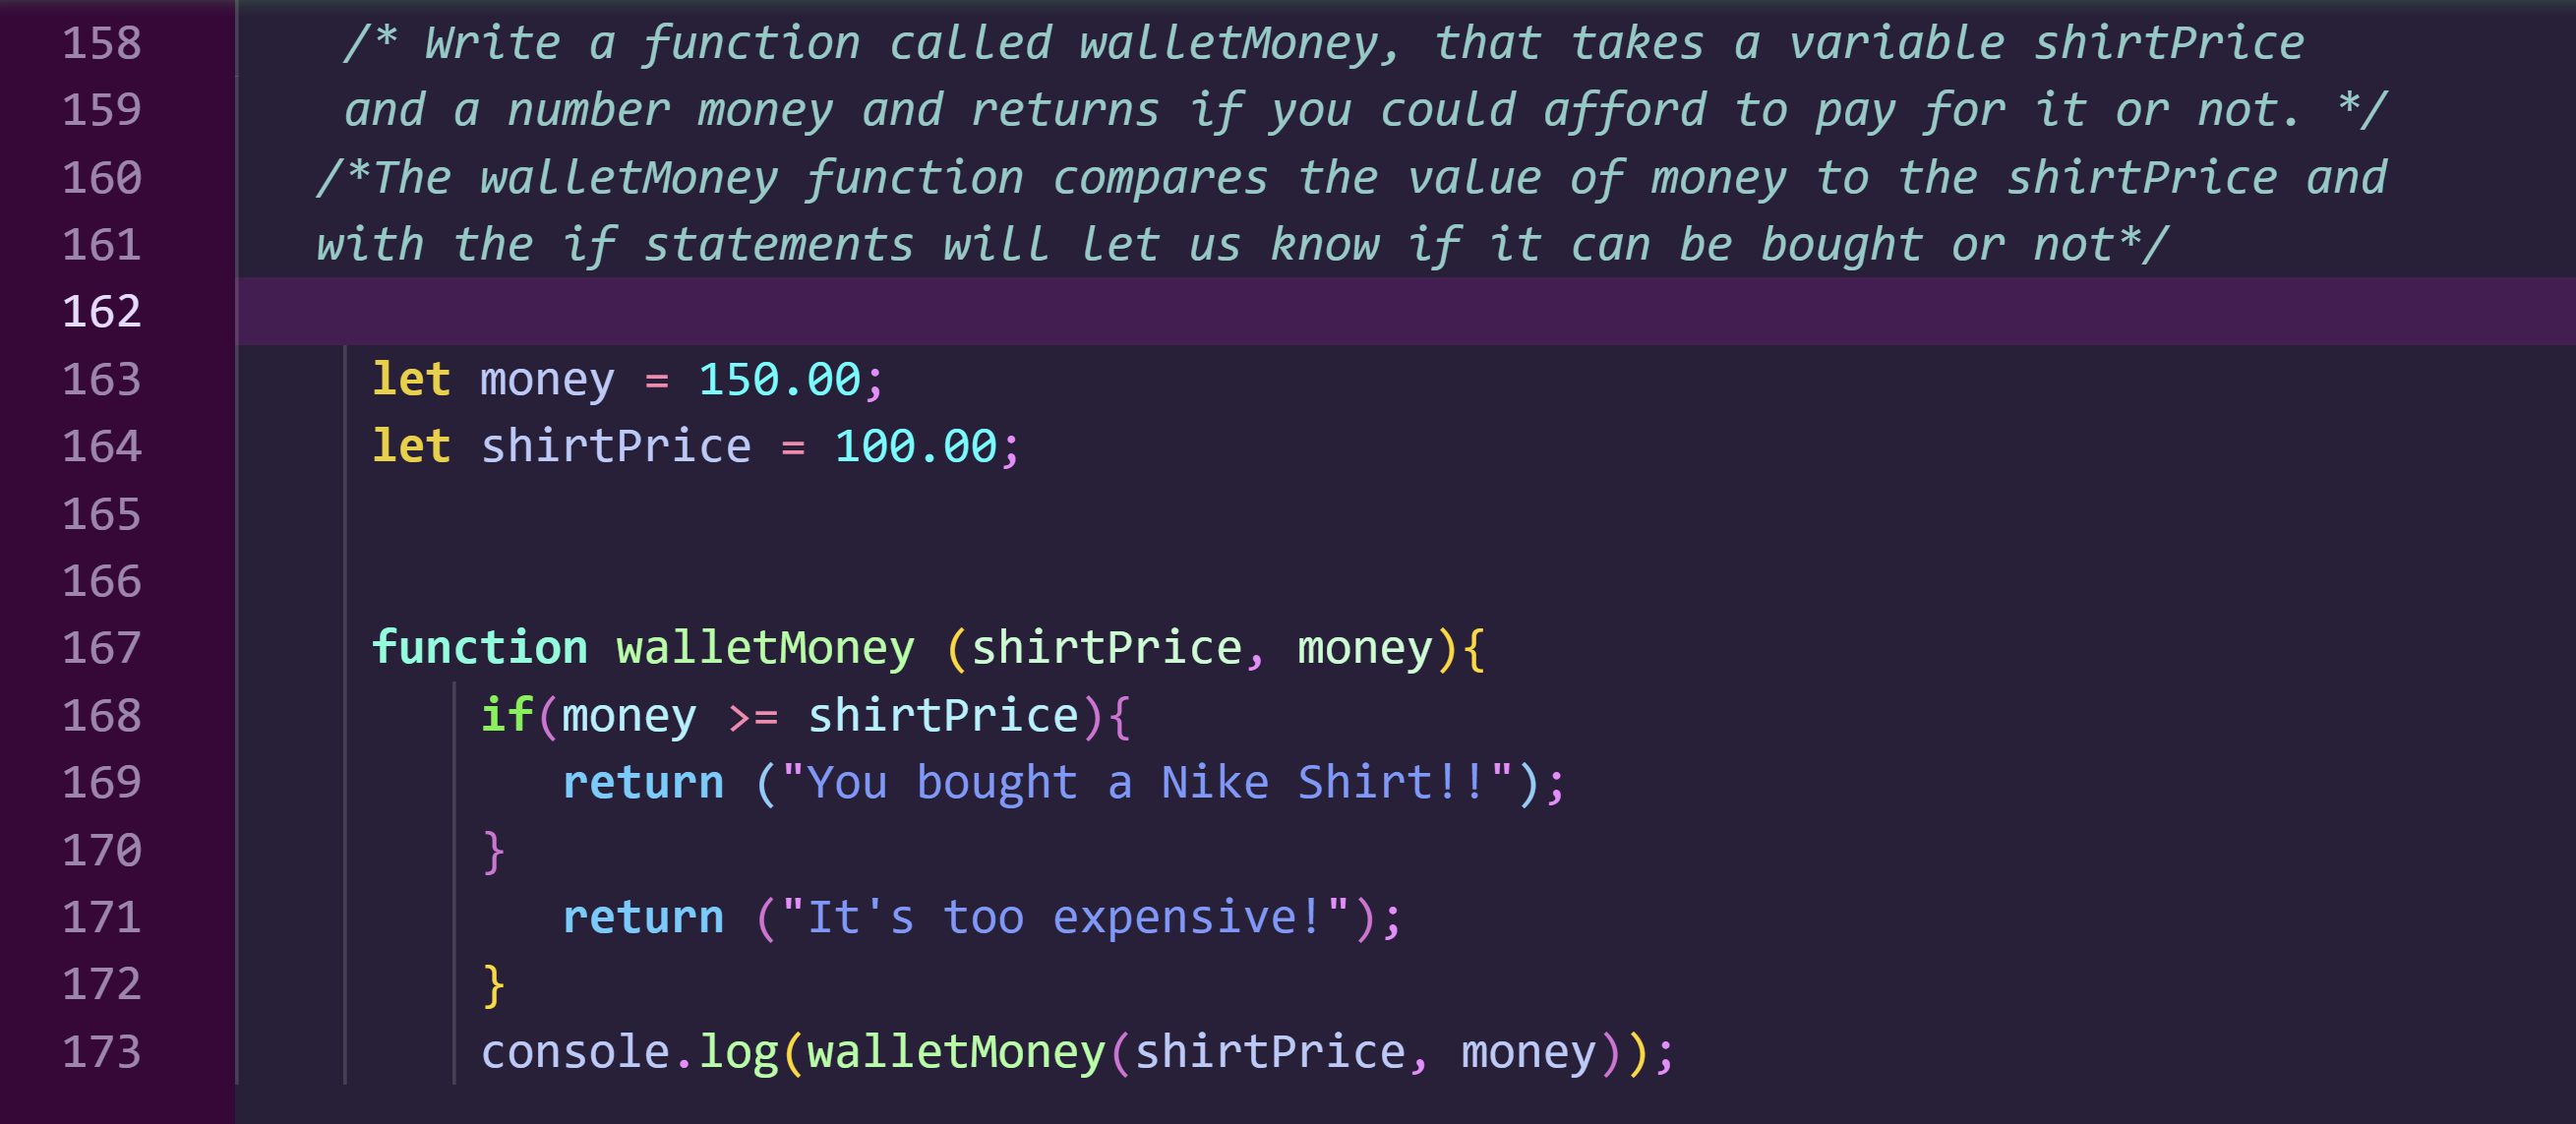 158 /* Write a function called walletMoney, that takes a variable shirtPrice
159 and a number money and returns if you could afford to pay for it or not. */
160 /*The walletMoney function compares the value of money to the shirtPrice and
161 with the if statements will let us know if it can be bought or not*/
162
163 let money = 150.00;
164 let shirtPrice = 100.00;
165
166
167 function walletMoney (shirtPrice, money){
168 if(money >= shirtPrice){
169 return ("You bought a Nike Shirt!!");
170 }
171 return ("It's too expensive!");
172 }
173 console.log(walletMoney(shirtPrice, money));